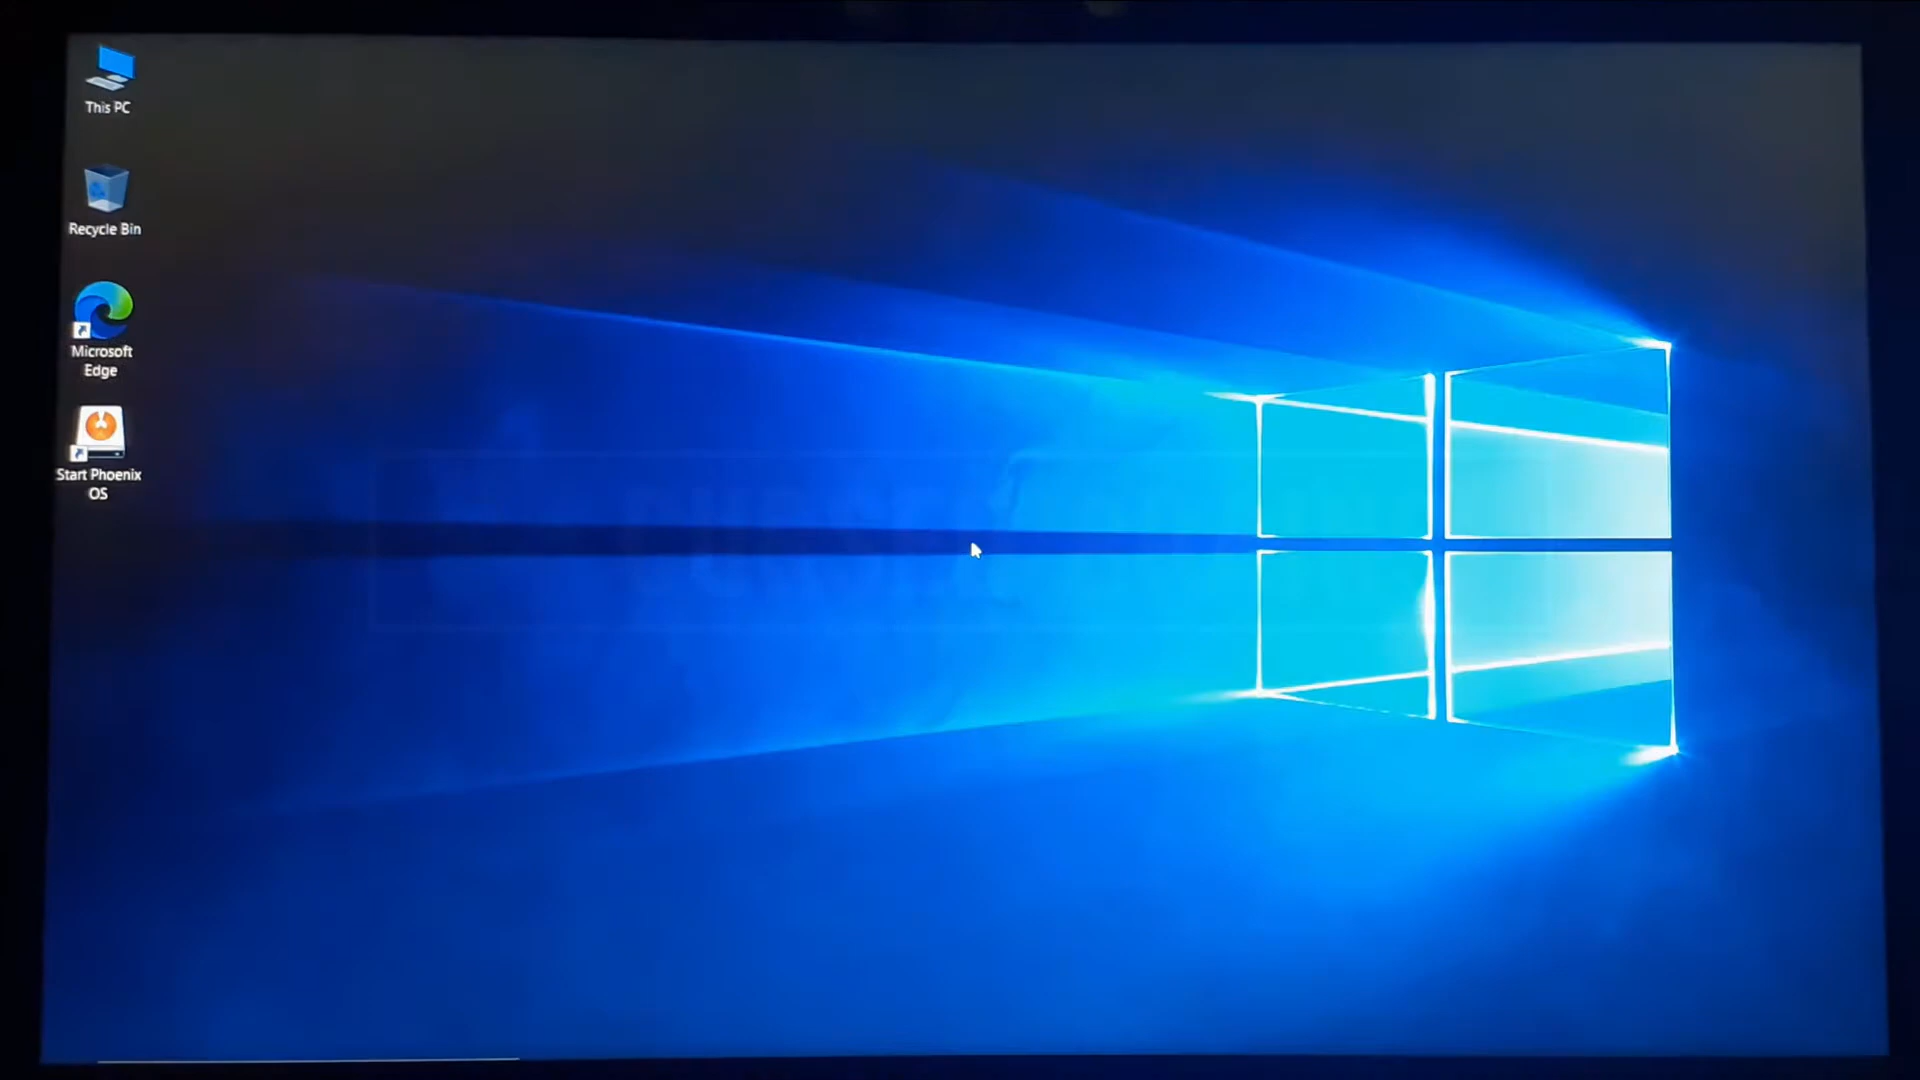 This PC
Recycle Bin
Microsoft
Edge
Start Phoenix
OS